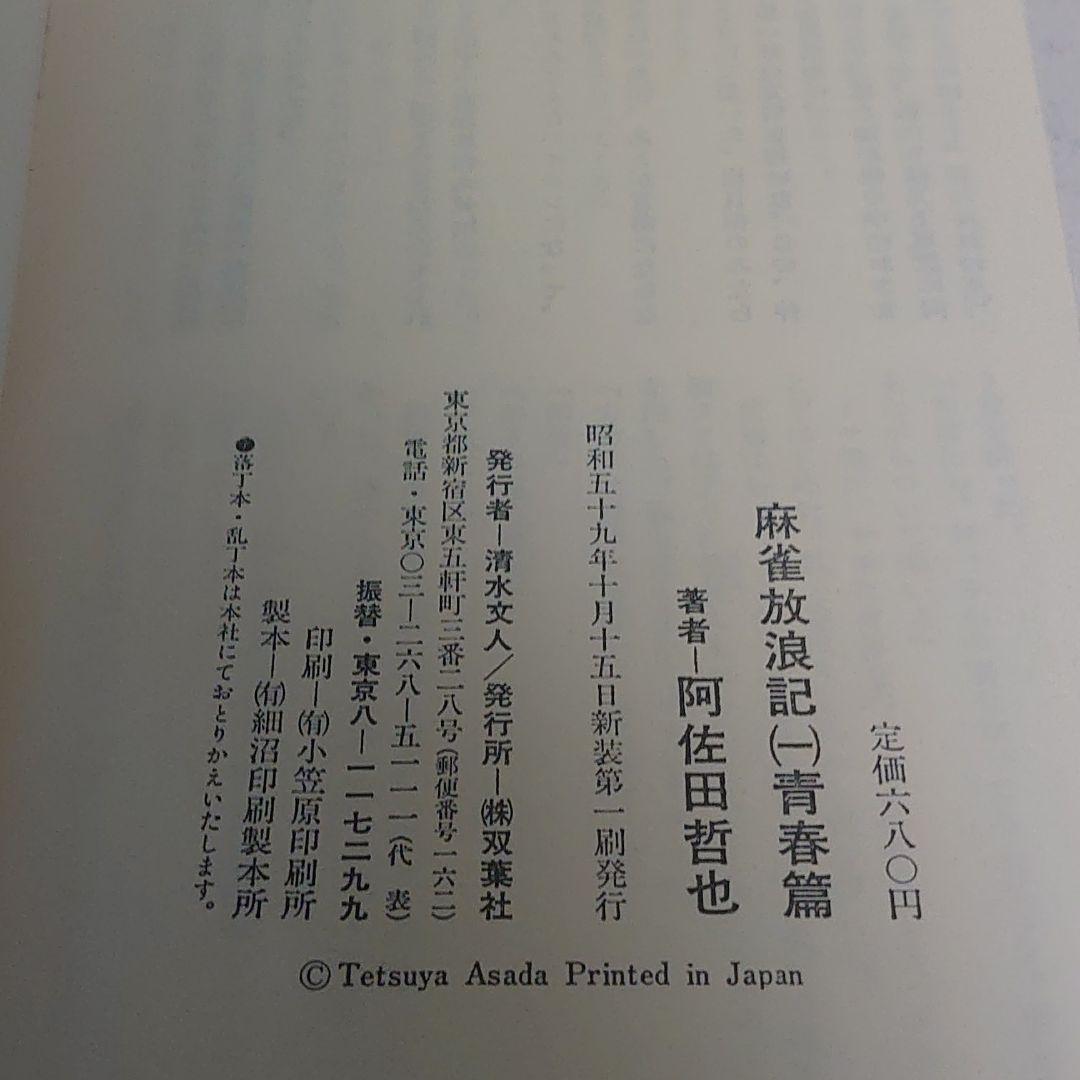 定価六八〇円
麻雀放浪記㈠青春篇
著者－阿佐田哲也
昭和五十九年十月十五日新装第一刷発行
発行者－清水文人／発行所－㈱双葉社
東京都新宿区東五軒町三番二八号(郵便番号一六二)
電話・東京〇三－二六八－五一一一(代 表)
振替・東京八－一一七二九九
印刷－㈲小笠原印刷所
製本－㈲細沼印刷製本所
●落丁本・乱丁本は本社にておとりかえいたします。
© Tetsuya Asada Printed in Japan